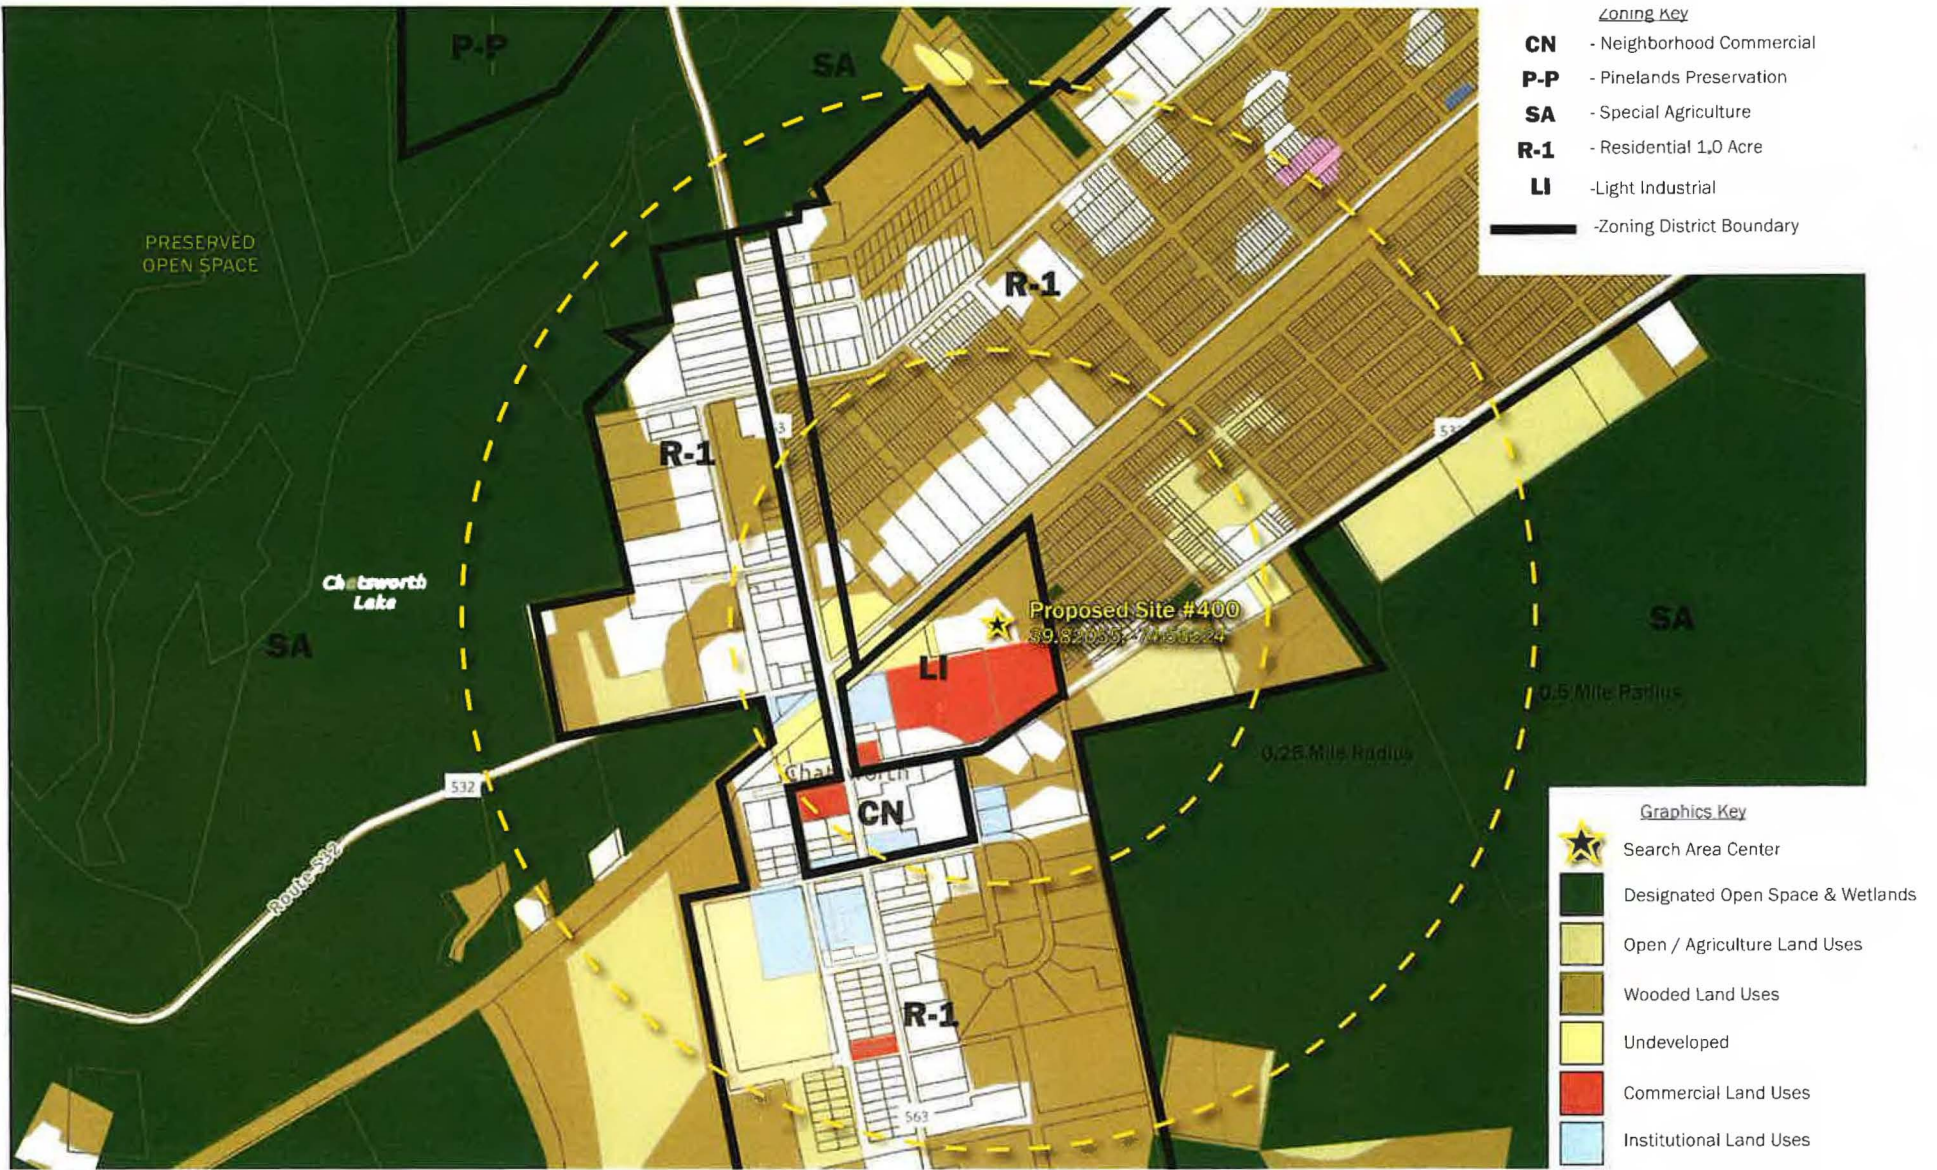 Zoning Key
CN - Neighborhood Commercial
P-P - Pinelands Preservation
SA - Special Agriculture
R-1 - Residential 1.0 Acre
LI -Light Industrial
-Zoning District Boundary
P-P
SA
PRESERVED
OPEN SPACE
R-1
R-1
Chatsworth
Lake
SA
Proposed Site #400
SA
LI
0.5 Mile Radius
0.25 Mile Radius
532
CN
Route 532
R-1
563
Graphics Key
Search Area Center
Designated Open Space & Wetlands
Open / Agriculture Land Uses
Wooded Land Uses
Undeveloped
Commercial Land Uses
Institutional Land Uses